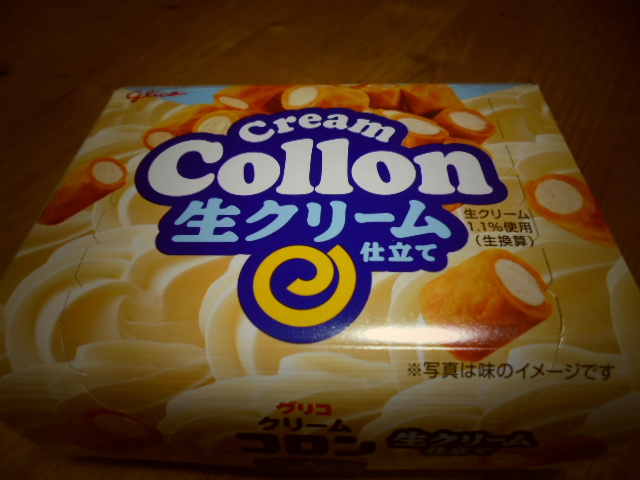 glico
Cream
Collon
生クリーム
仕立て
生クリーム
1.1%使用
(生換算)
※写真は味のイメージです
グリコ
クリーム
コロン
生クリーム
仕立て